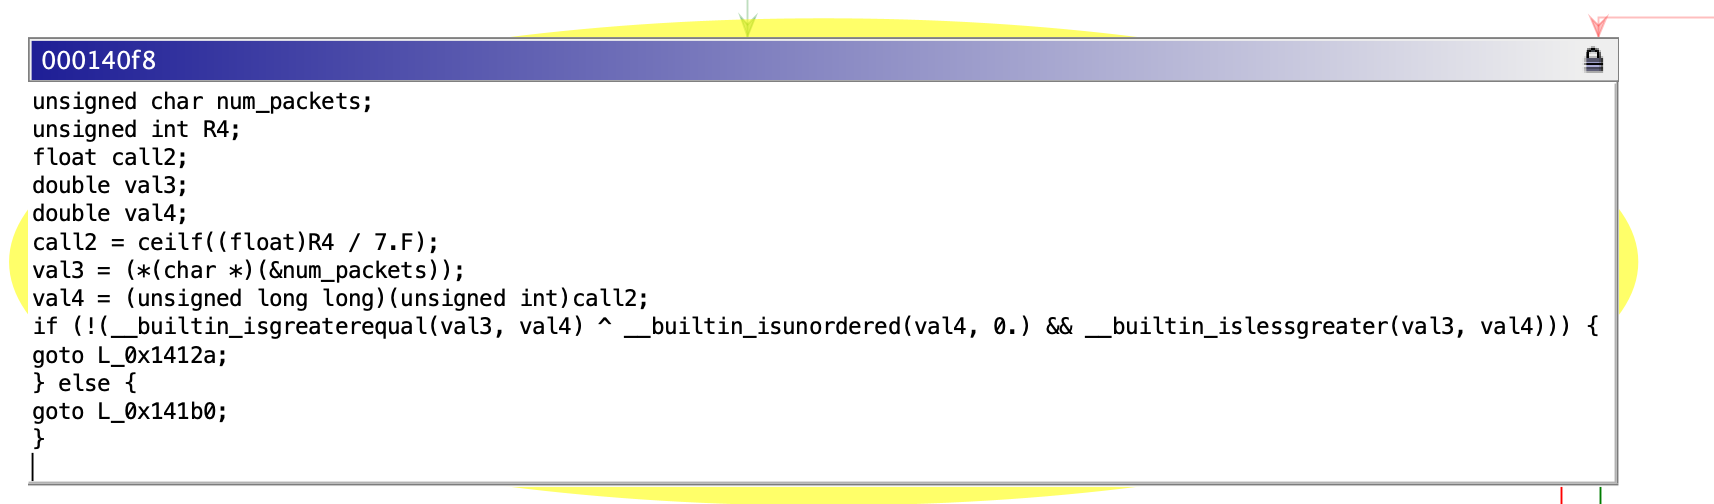 000140f8
unsigned char num_packets;
unsigned int R4;
float call2;
double val3;
double val4;
call2 = ceilf((float)R4 / 7.F);
val3 = (*(char *)(&num_packets));
val4 = (unsigned long long)(unsigned int)call2;
if (!(__builtin_isgreaterequal(val3, val4) ^ __builtin_isunordered(val4, 0.) && __builtin_islessgreater(val3, val4))) {
goto L_0x1412a;
} else {
goto L_0x141b0;
}